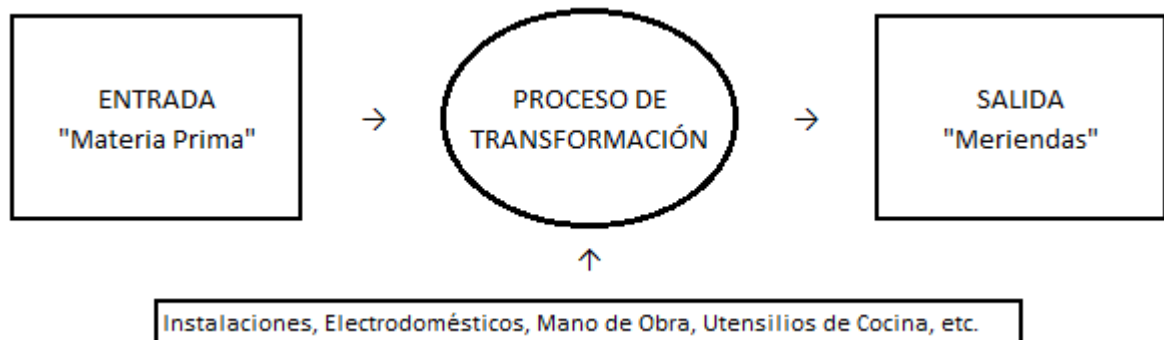 ENTRADA
"Materia Prima"
→
PROCESO DE
TRANSFORMACIÓN
→
SALIDA
"Meriendas"
↑
Instalaciones, Electrodomésticos, Mano de Obra, Utensilios de Cocina, etc.